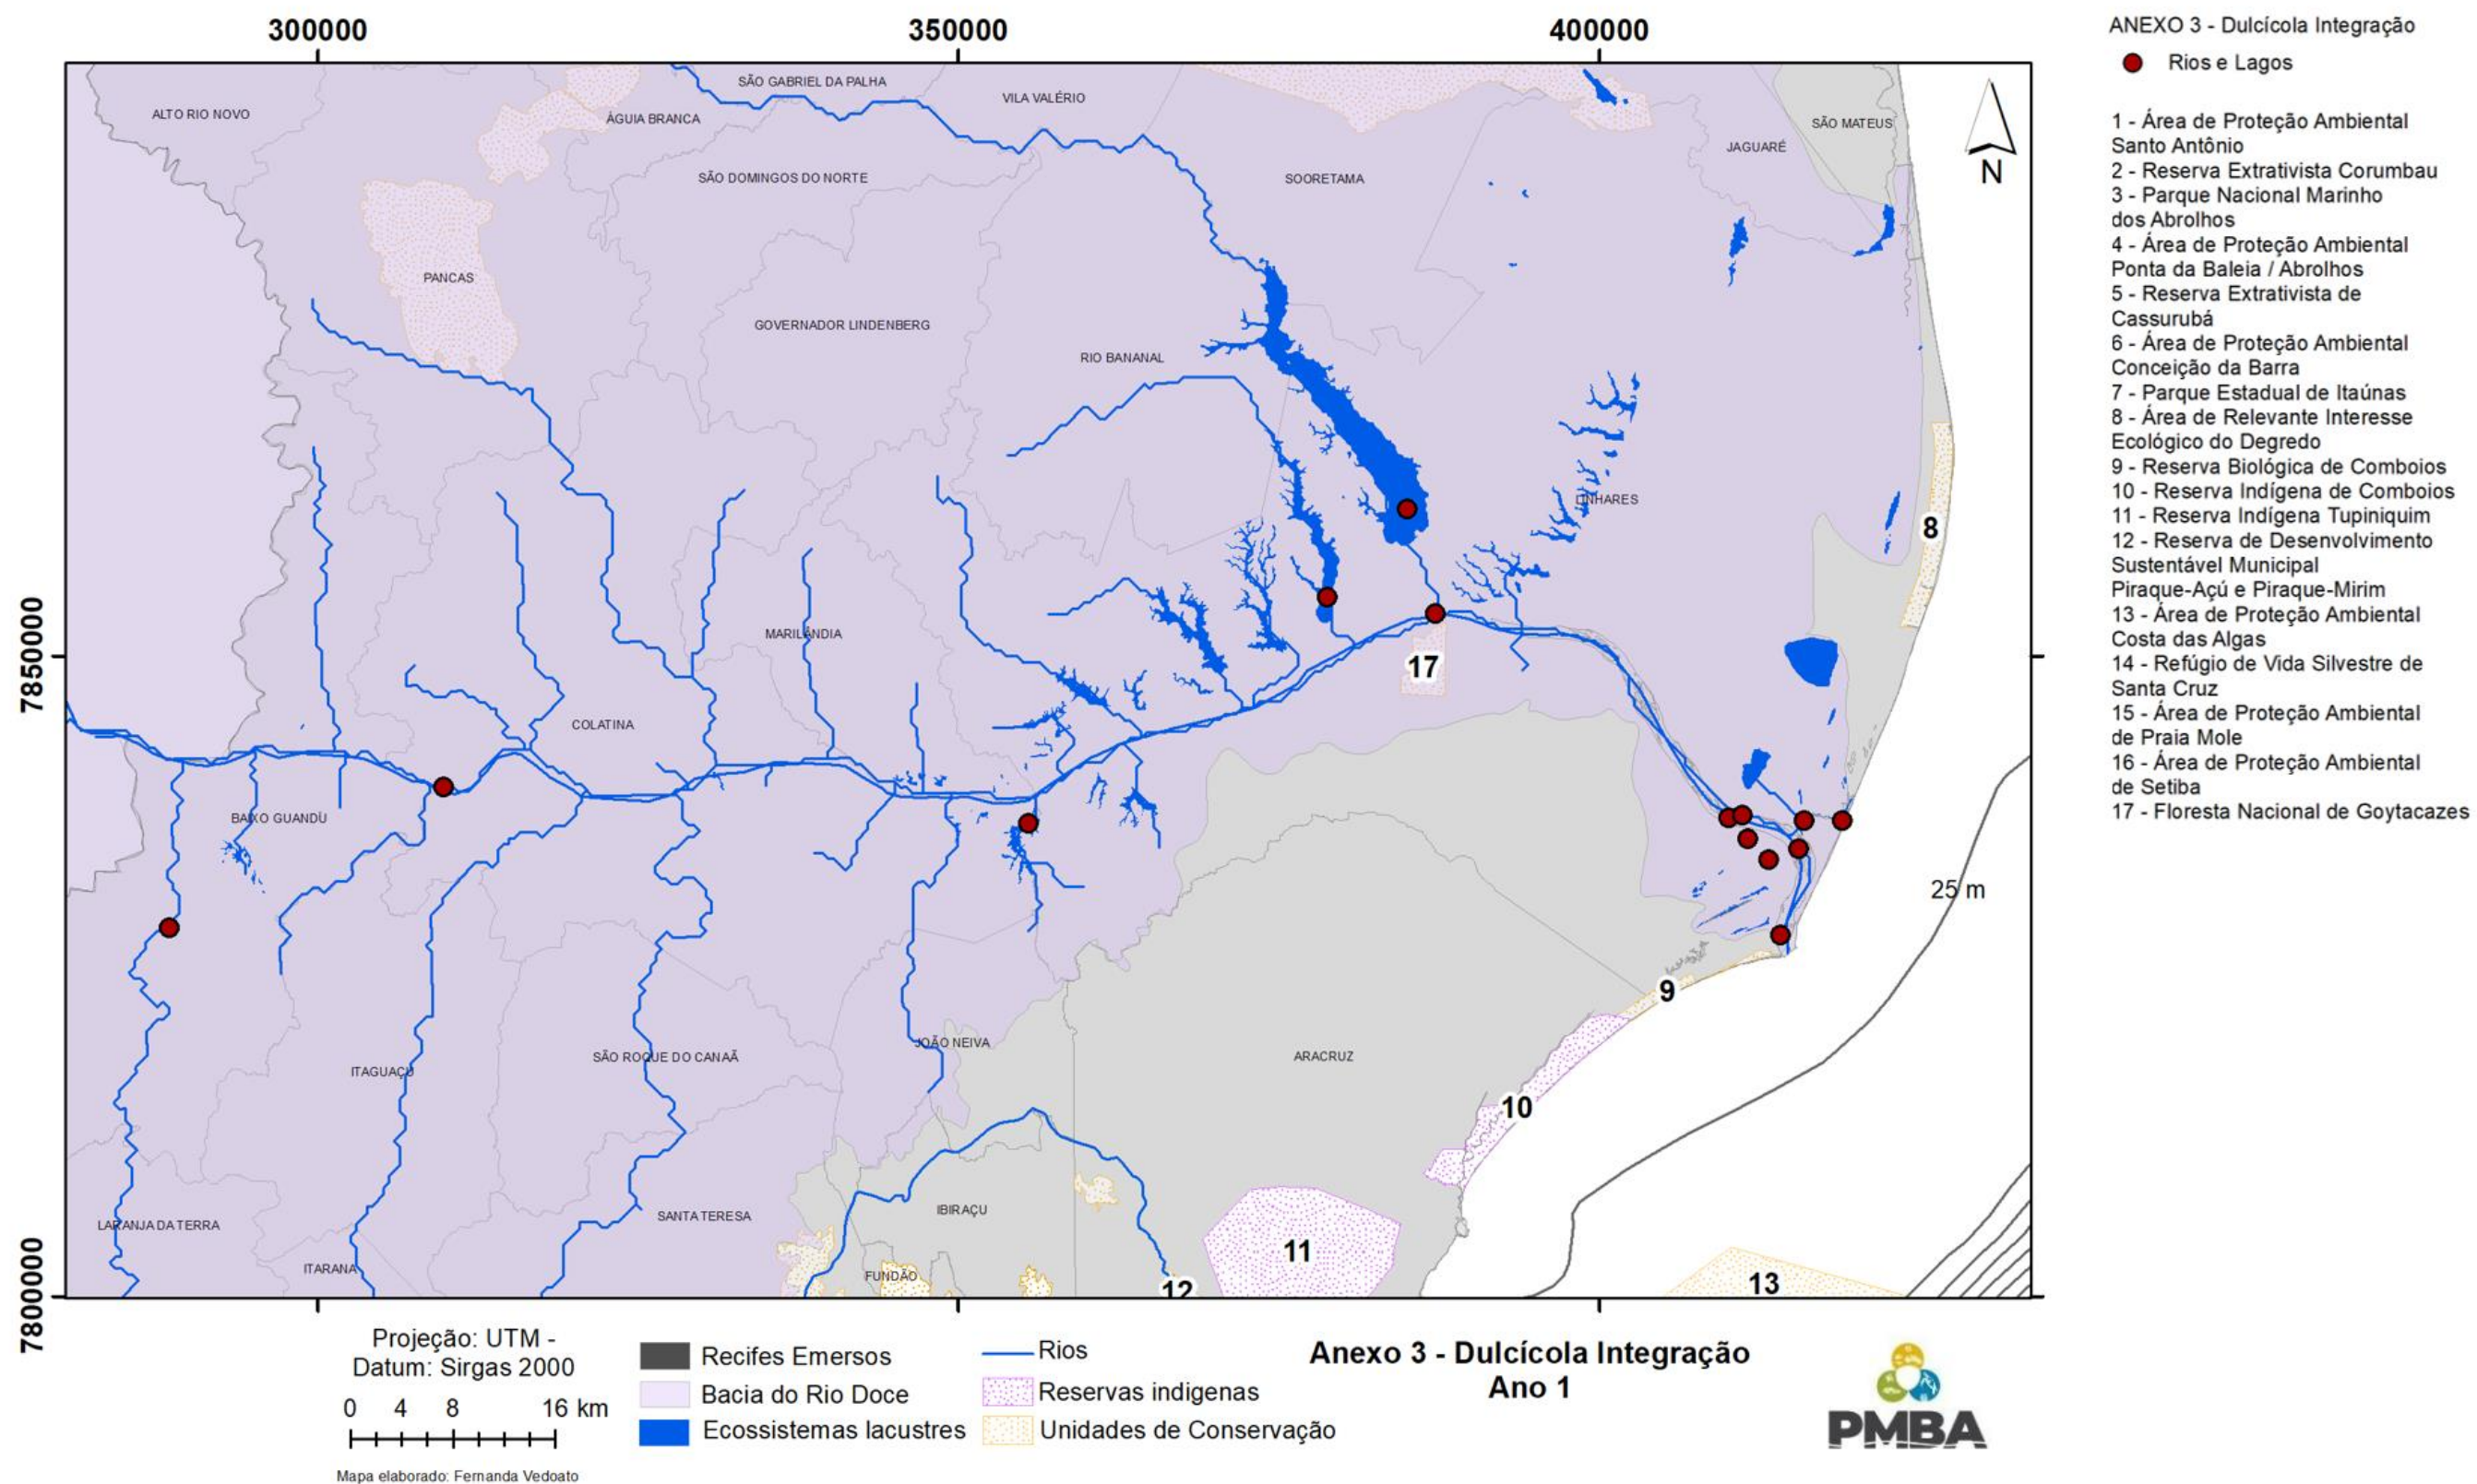 300000
350000
400000
7850000
7800000
ALTO RIO NOVO
ÁGUIA BRANCA
SÃO GABRIEL DA PALHA
VILA VALÉRIO
SÃO MATEUS
JAGUARÉ
SÃO DOMINGOS DO NORTE
SOORETAMA
N
PANCAS
GOVERNADOR LINDENBERG
RIO BANANAL
LINHARES
8
MARILÂNDIA
17
COLATINA
BAIXO GUANDU
25 m
9
JOÃO NEIVA
SÃO ROQUE DO CANAÃ
ARACRUZ
ITAGUAÇU
10
LARANJA DA TERRA
SANTA TERESA
IBIRAÇU
11
ITARANA
FUNDÃO
12
13
ANEXO 3 - Dulcícola Integração
Rios e Lagos
1 - Área de Proteção Ambiental
Santo Antônio
2 - Reserva Extrativista Corumbau
3 - Parque Nacional Marinho
dos Abrolhos
4 - Área de Proteção Ambiental
Ponta da Baleia / Abrolhos
5 - Reserva Extrativista de
Cassurubá
6 - Área de Proteção Ambiental
Conceição da Barra
7 - Parque Estadual de Itaúnas
8 - Área de Relevante Interesse
Ecológico do Degredo
9 - Reserva Biológica de Comboios
10 - Reserva Indígena de Comboios
11 - Reserva Indígena Tupiniquim
12 - Reserva de Desenvolvimento
Sustentável Municipal
Piraque-Açú e Piraque-Mirim
13 - Área de Proteção Ambiental
Costa das Algas
14 - Refúgio de Vida Silvestre de
Santa Cruz
15 - Área de Proteção Ambiental
de Praia Mole
16 - Área de Proteção Ambiental
de Setiba
17 - Floresta Nacional de Goytacazes
Projeção: UTM -
Datum: Sirgas 2000
0 4 8 16 km
Mapa elaborado: Fernanda Vedoato
Recifes Emersos
Bacia do Rio Doce
Ecossistemas lacustres
Rios
Reservas indigenas
Unidades de Conservação
Anexo 3 - Dulcícola Integração
Ano 1
PMBA